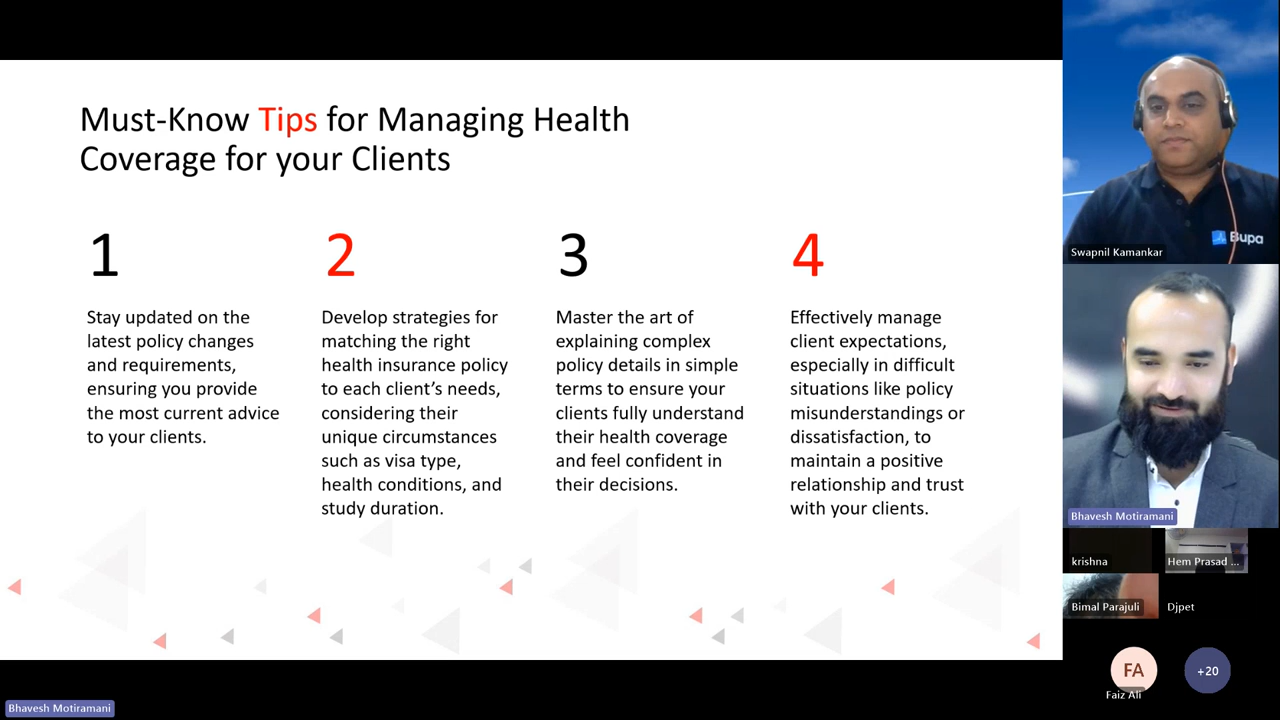 Must-Know Tips for Managing Health
Coverage for your Clients
1
Stay updated on the
latest policy changes
and requirements,
ensuring you provide
the most current advice
to your clients.
2
Develop strategies for
matching the right
health insurance policy
to each client’s needs,
considering their
unique circumstances
such as visa type,
health conditions, and
study duration.
3
Master the art of
explaining complex
policy details in simple
terms to ensure your
clients fully understand
their health coverage
and feel confident in
their decisions.
4
Effectively manage
client expectations,
especially in difficult
situations like policy
misunderstandings or
dissatisfaction, to
maintain a positive
relationship and trust
with your clients.
Bupa
Swapnil Kamankar
Bhavesh Motiramani
krishna
Hem Prasad ...
Bimal Parajuli
Djpet
FA
Faiz Ali
+20
Bhavesh Motiramani